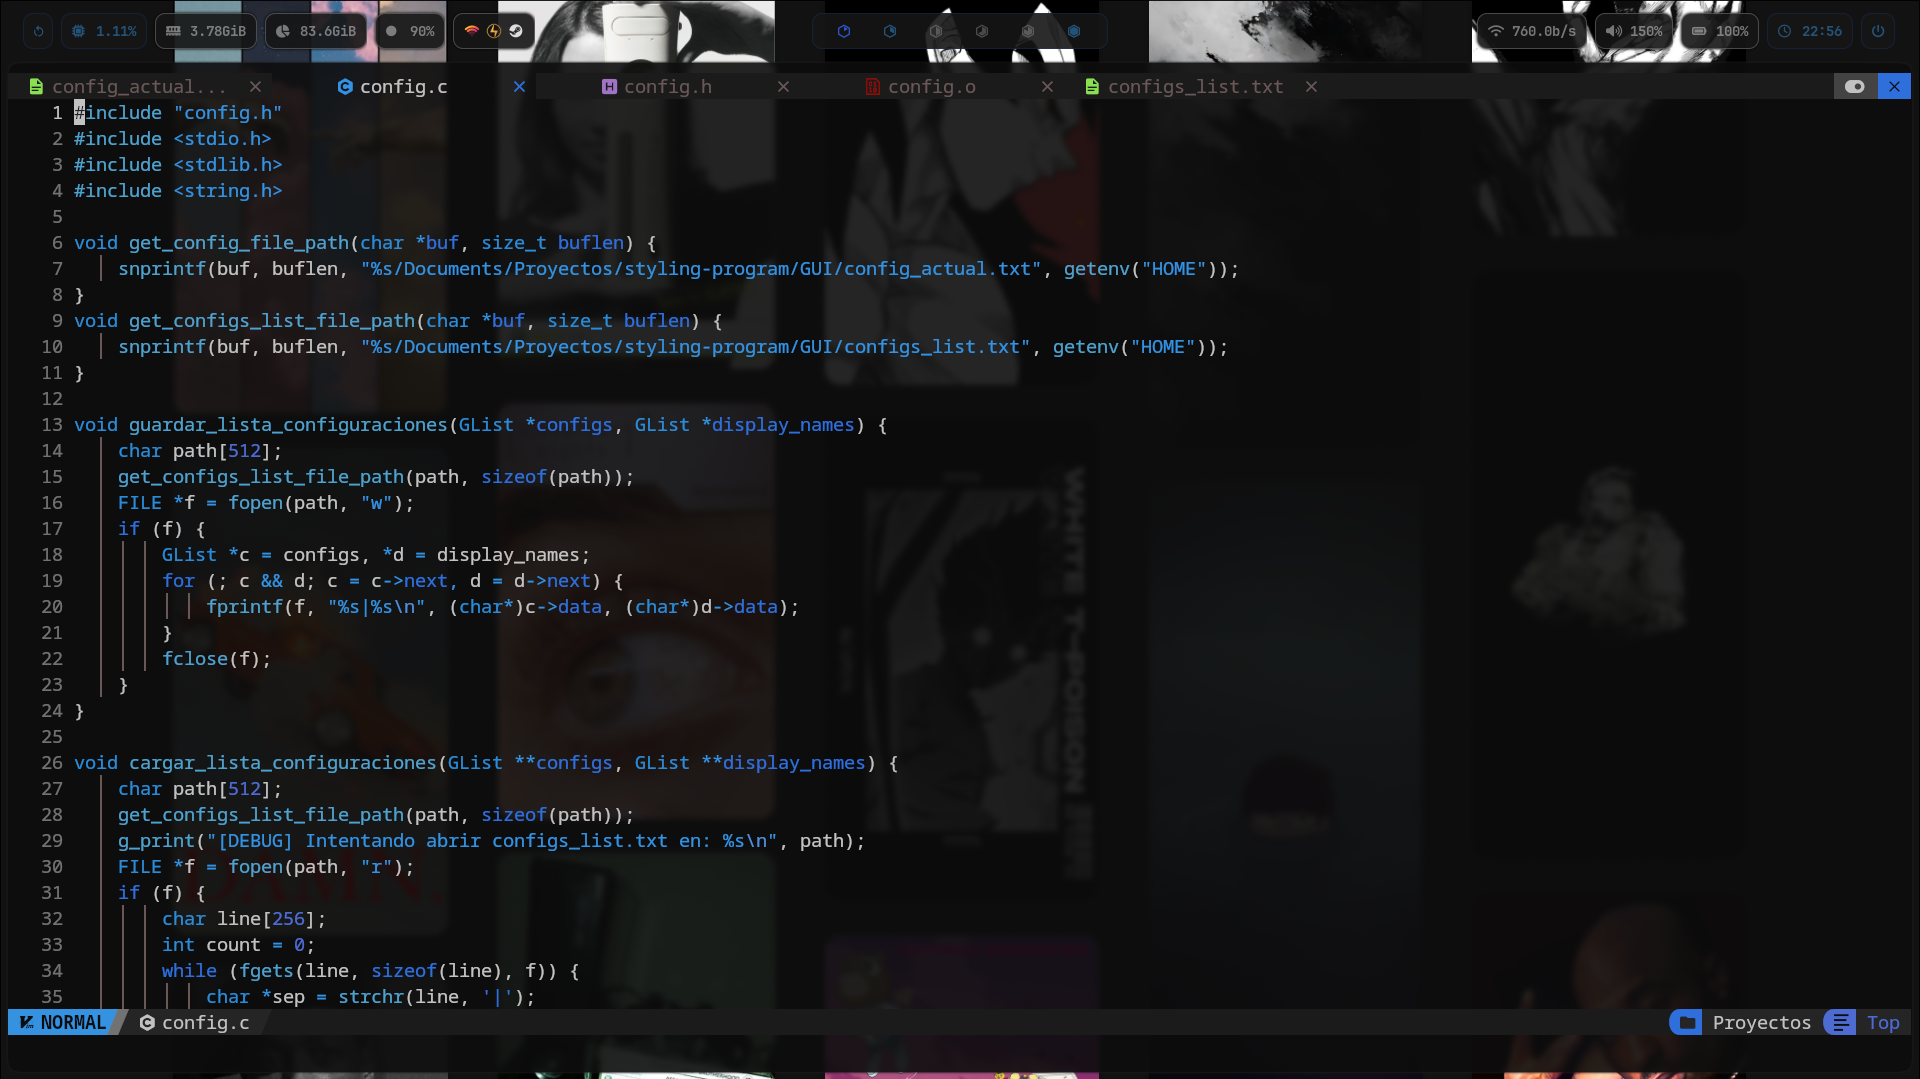 1.11% 3.78GiB 83.6GiB 90% 760.0b/s 150% 100% 22:56
config_actual... config.c config.h config.o configs_list.txt
1 #include "config.h"
2 #include <stdio.h>
3 #include <stdlib.h>
4 #include <string.h>
5
6 void get_config_file_path(char *buf, size_t buflen) {
7 snprintf(buf, buflen, "%s/Documents/Proyectos/styling-program/GUI/config_actual.txt", getenv("HOME"));
8 }
9 void get_configs_list_file_path(char *buf, size_t buflen) {
10 snprintf(buf, buflen, "%s/Documents/Proyectos/styling-program/GUI/configs_list.txt", getenv("HOME"));
11 }
12
13 void guardar_lista_configuraciones(GList *configs, GList *display_names) {
14 char path[512];
15 get_configs_list_file_path(path, sizeof(path));
16 FILE *f = fopen(path, "w");
17 if (f) {
18 GList *c = configs, *d = display_names;
19 for (; c && d; c = c->next, d = d->next) {
20 fprintf(f, "%s|%s\n", (char*)c->data, (char*)d->data);
21 }
22 fclose(f);
23 }
24 }
25
26 void cargar_lista_configuraciones(GList **configs, GList **display_names) {
27 char path[512];
28 get_configs_list_file_path(path, sizeof(path));
29 g_print("[DEBUG] Intentando abrir configs_list.txt en: %s\n", path);
30 FILE *f = fopen(path, "r");
31 if (f) {
32 char line[256];
33 int count = 0;
34 while (fgets(line, sizeof(line), f)) {
35 char *sep = strchr(line, '|');
WHITE T-POISON
DAMN.
NORMAL config.c Proyectos Top